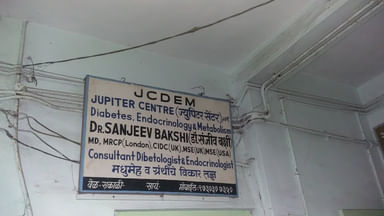 JCDEM
JUPITER CENTRE (ज्युपिटर सेंटर)
Diabetes, Endocrinology & Metabolism
DR.SANJEEV BAKSHI डॉ.संजीव बक्षी
MD, MRCP(London), CIDC(UK), MSE(UK), MSE(USA)
Consultant Dibetologist & Endocrinologist
मधुमेह व ग्रंथींचे विकार तज्ञ
वेळ-सकाळी- सायं: